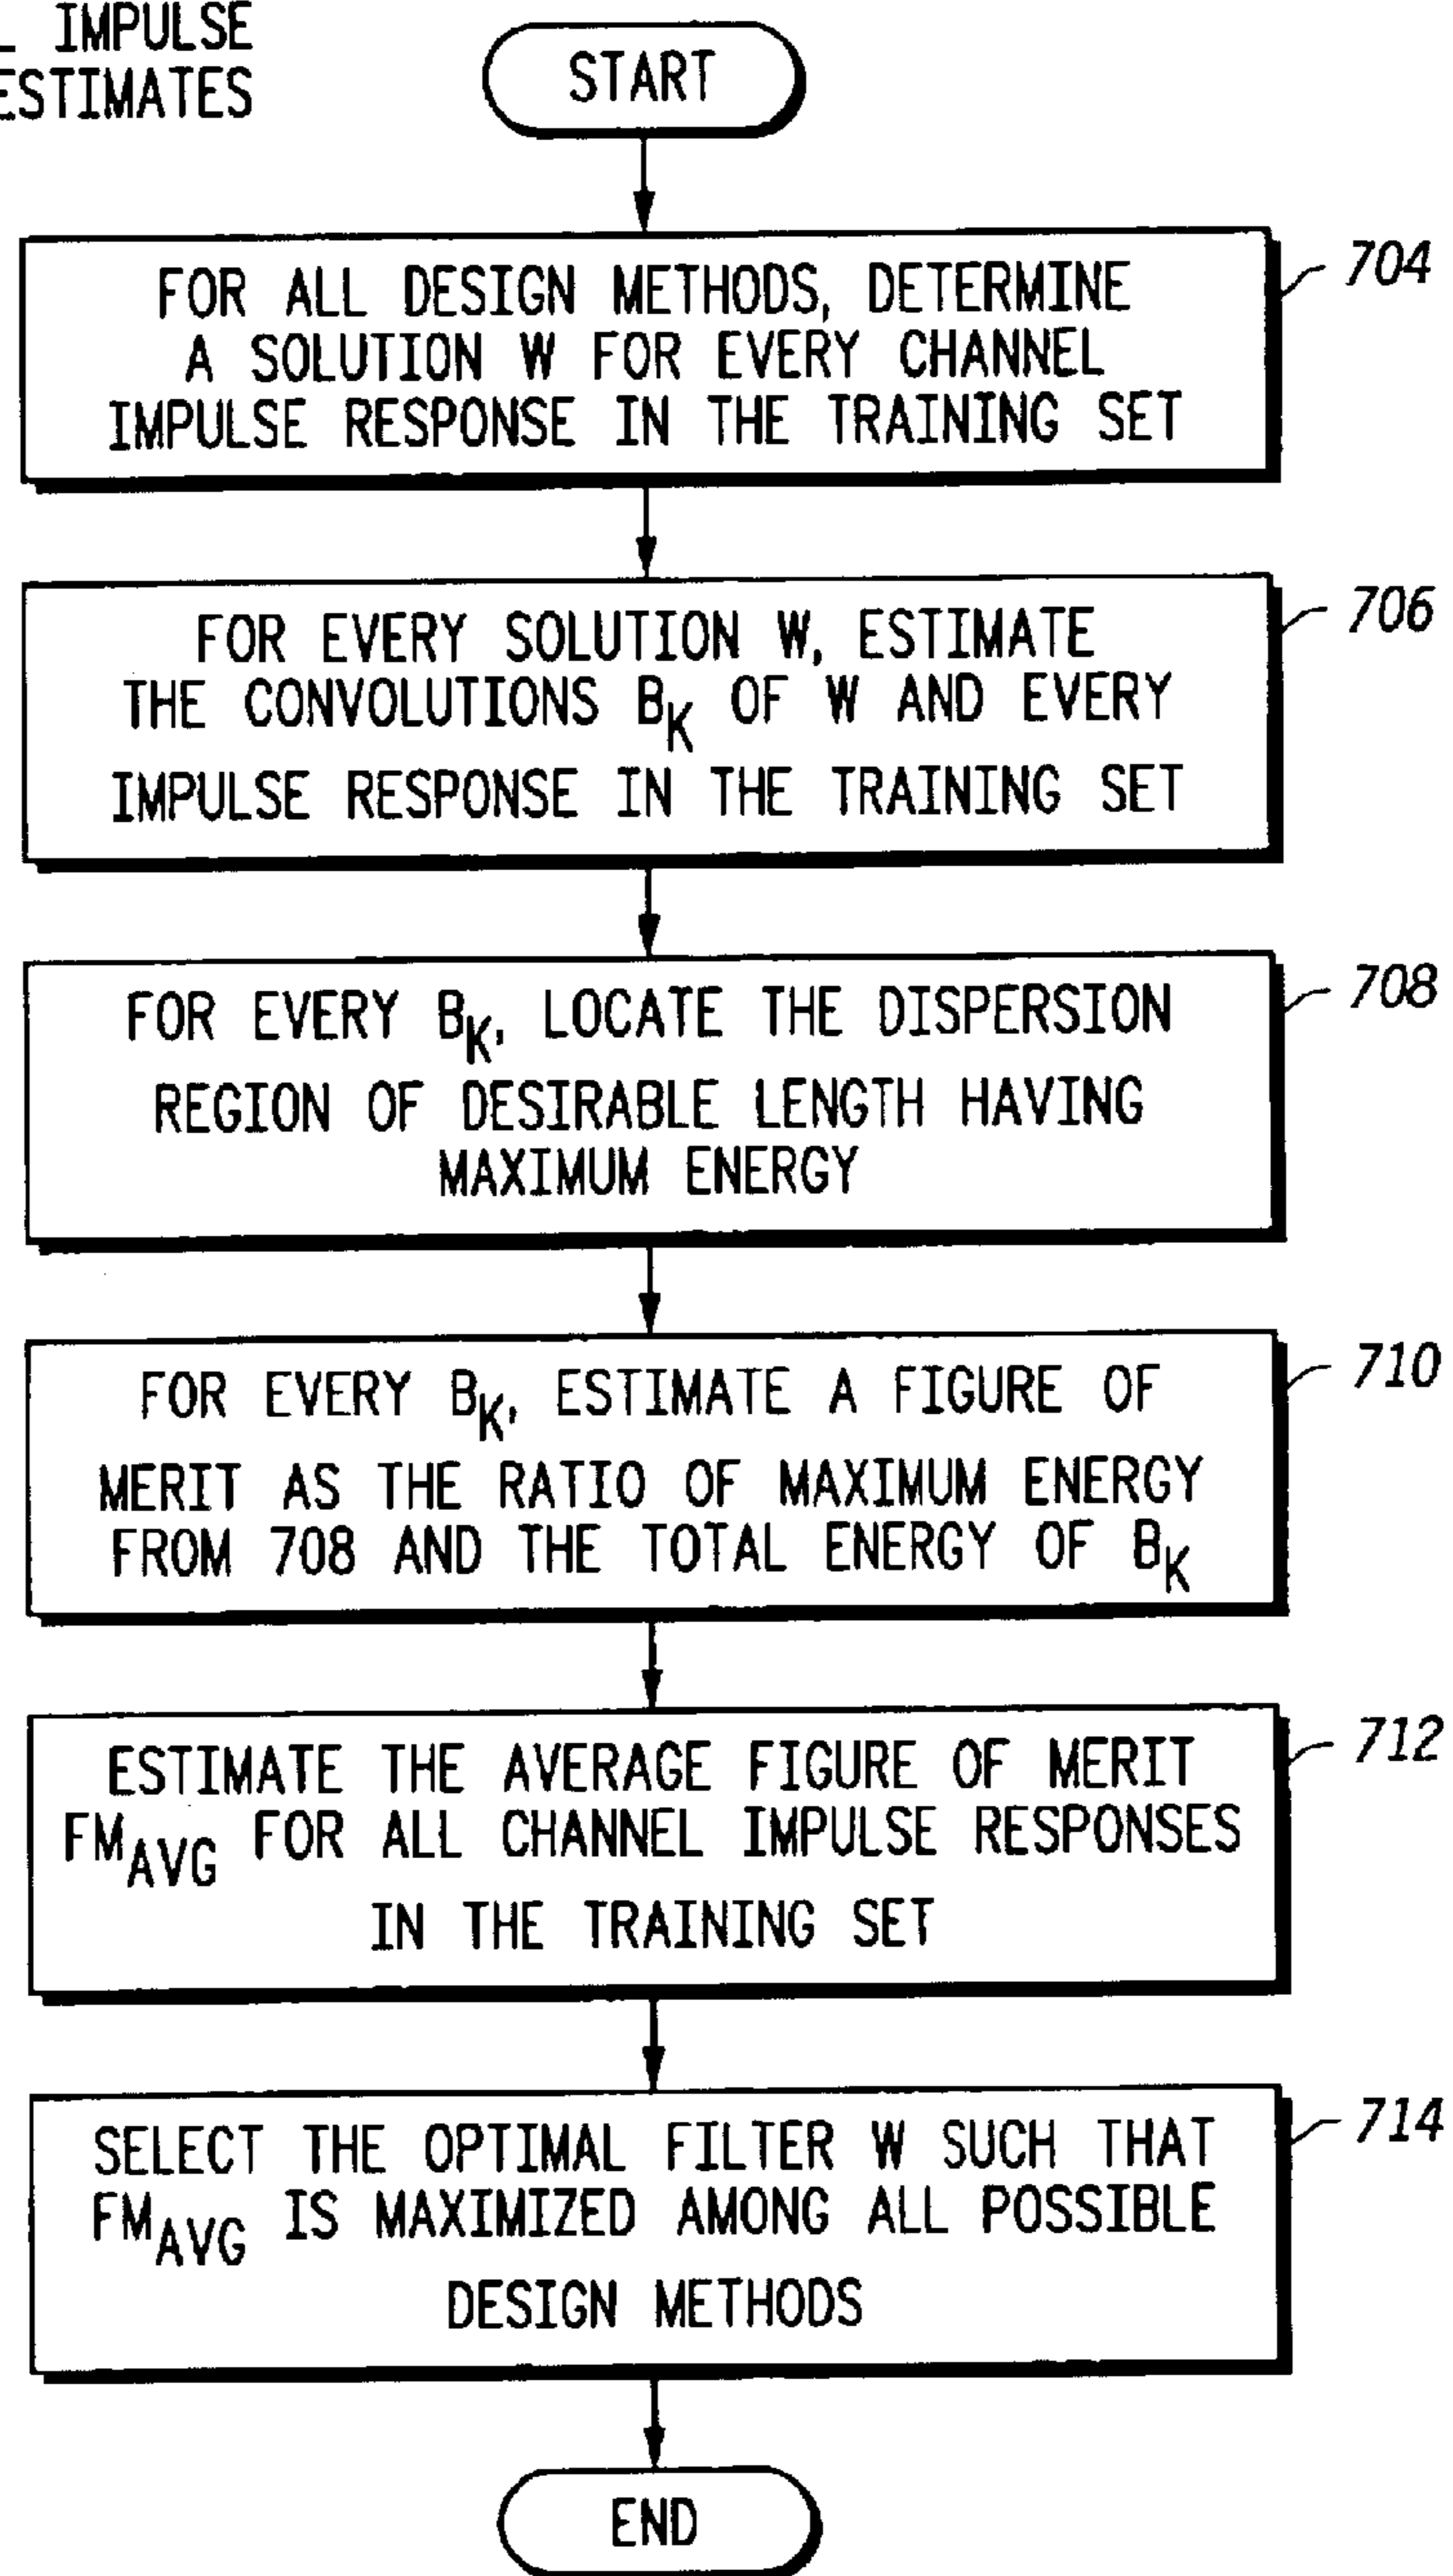 IMPULSE
ESTIMATES
START
FOR ALL DESIGN METHODS, DETERMINE
A SOLUTION W FOR EVERY CHANNEL
IMPULSE RESPONSE IN THE TRAINING SET
704
FOR EVERY SOLUTION W, ESTIMATE
THE CONVOLUTIONS BK OF W AND EVERY
IMPULSE RESPONSE IN THE TRAINING SET
706
FOR EVERY BK, LOCATE THE DISPERSION
REGION OF DESIRABLE LENGTH HAVING
MAXIMUM ENERGY
708
FOR EVERY BK, ESTIMATE A FIGURE OF
MERIT AS THE RATIO OF MAXIMUM ENERGY
FROM 708 AND THE TOTAL ENERGY OF BK
710
ESTIMATE THE AVERAGE FIGURE OF MERIT
FMAVG FOR ALL CHANNEL IMPULSE RESPONSES
IN THE TRAINING SET
712
SELECT THE OPTIMAL FILTER W SUCH THAT
FMAVG IS MAXIMIZED AMONG ALL POSSIBLE
DESIGN METHODS
714
END